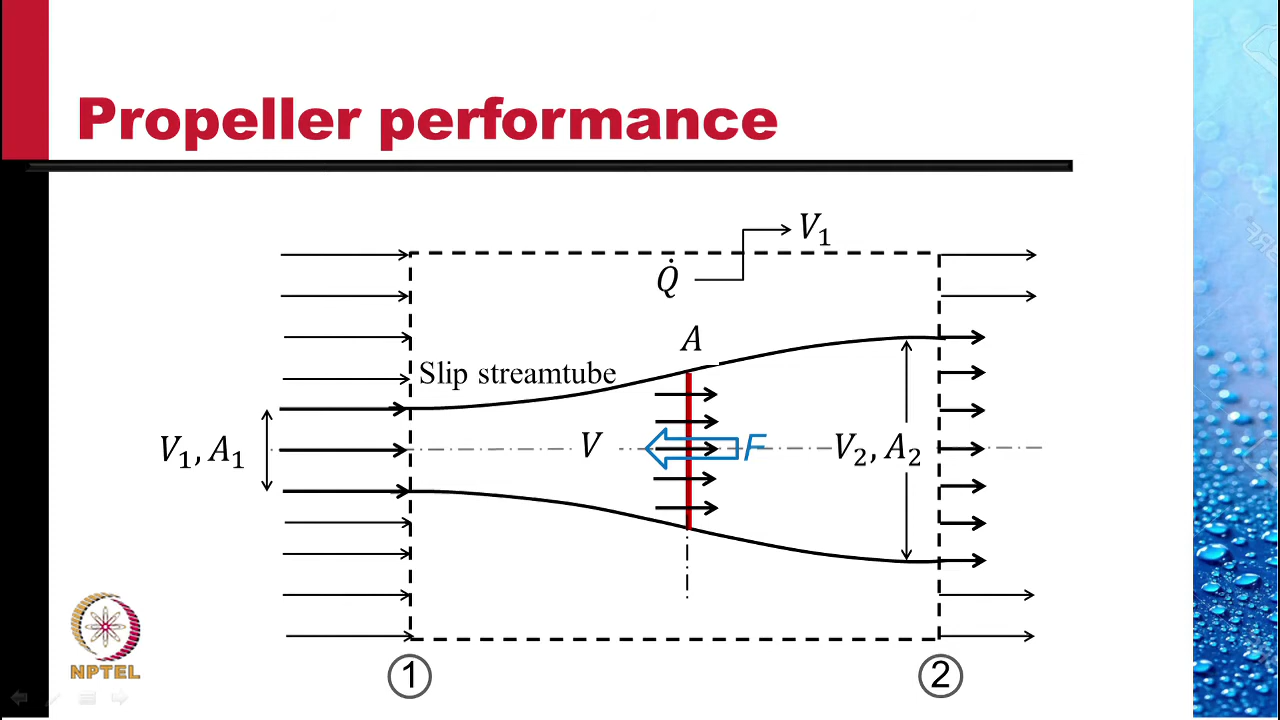 Propeller performance
V₁
Q̇
A
Slip streamtube
V₁, A₁
V
F
V₂, A₂
NPTEL
1
2